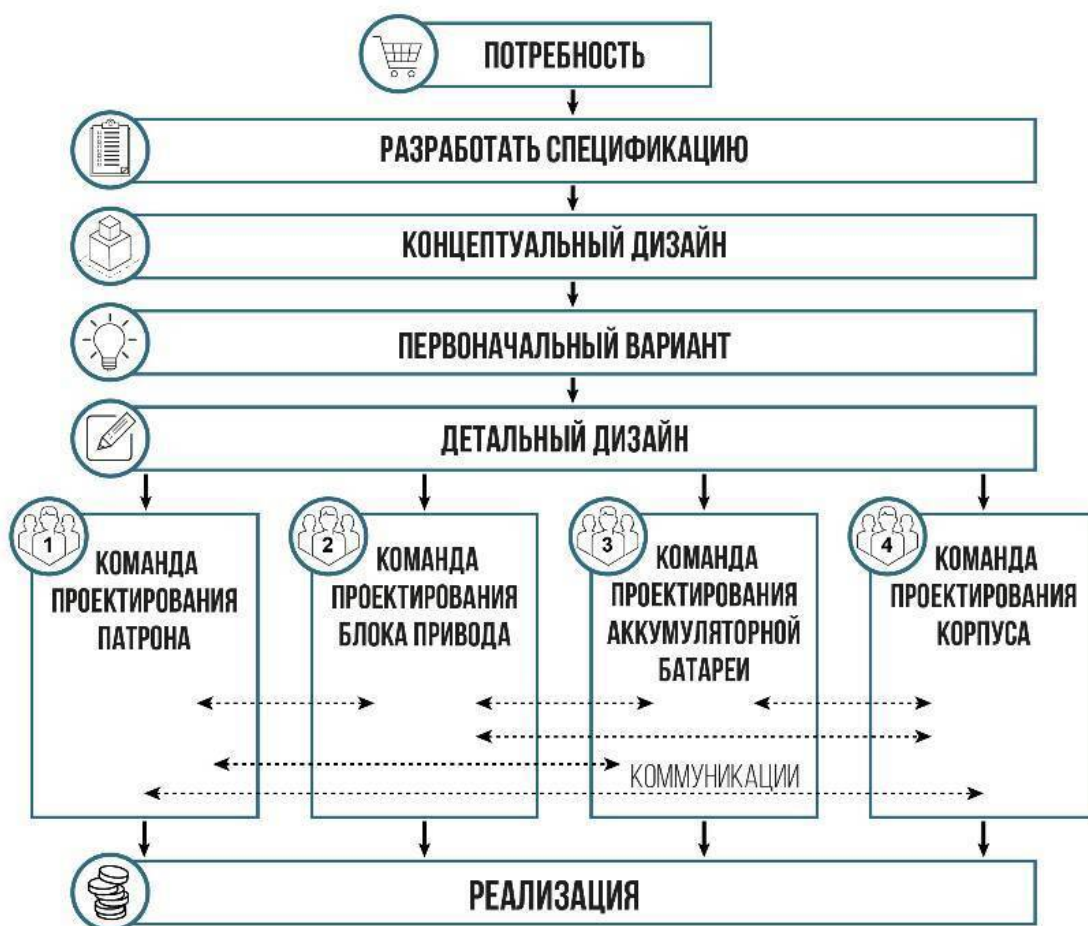 ПОТРЕБНОСТЬ
РАЗРАБОТАТЬ СПЕЦИФИКАЦИЮ
КОНЦЕПТУАЛЬНЫЙ ДИЗАЙН
ПЕРВОНАЧАЛЬНЫЙ ВАРИАНТ
ДЕТАЛЬНЫЙ ДИЗАЙН
1
КОМАНДА
ПРОЕКТИРОВАНИЯ
ПАТРОНА
2
КОМАНДА
ПРОЕКТИРОВАНИЯ
БЛОКА ПРИВОДА
3
КОМАНДА
ПРОЕКТИРОВАНИЯ
АККУМУЛЯТОРНОЙ
БАТАРЕИ
4
КОМАНДА
ПРОЕКТИРОВАНИЯ
КОРПУСА
КОММУНИКАЦИИ
РЕАЛИЗАЦИЯ